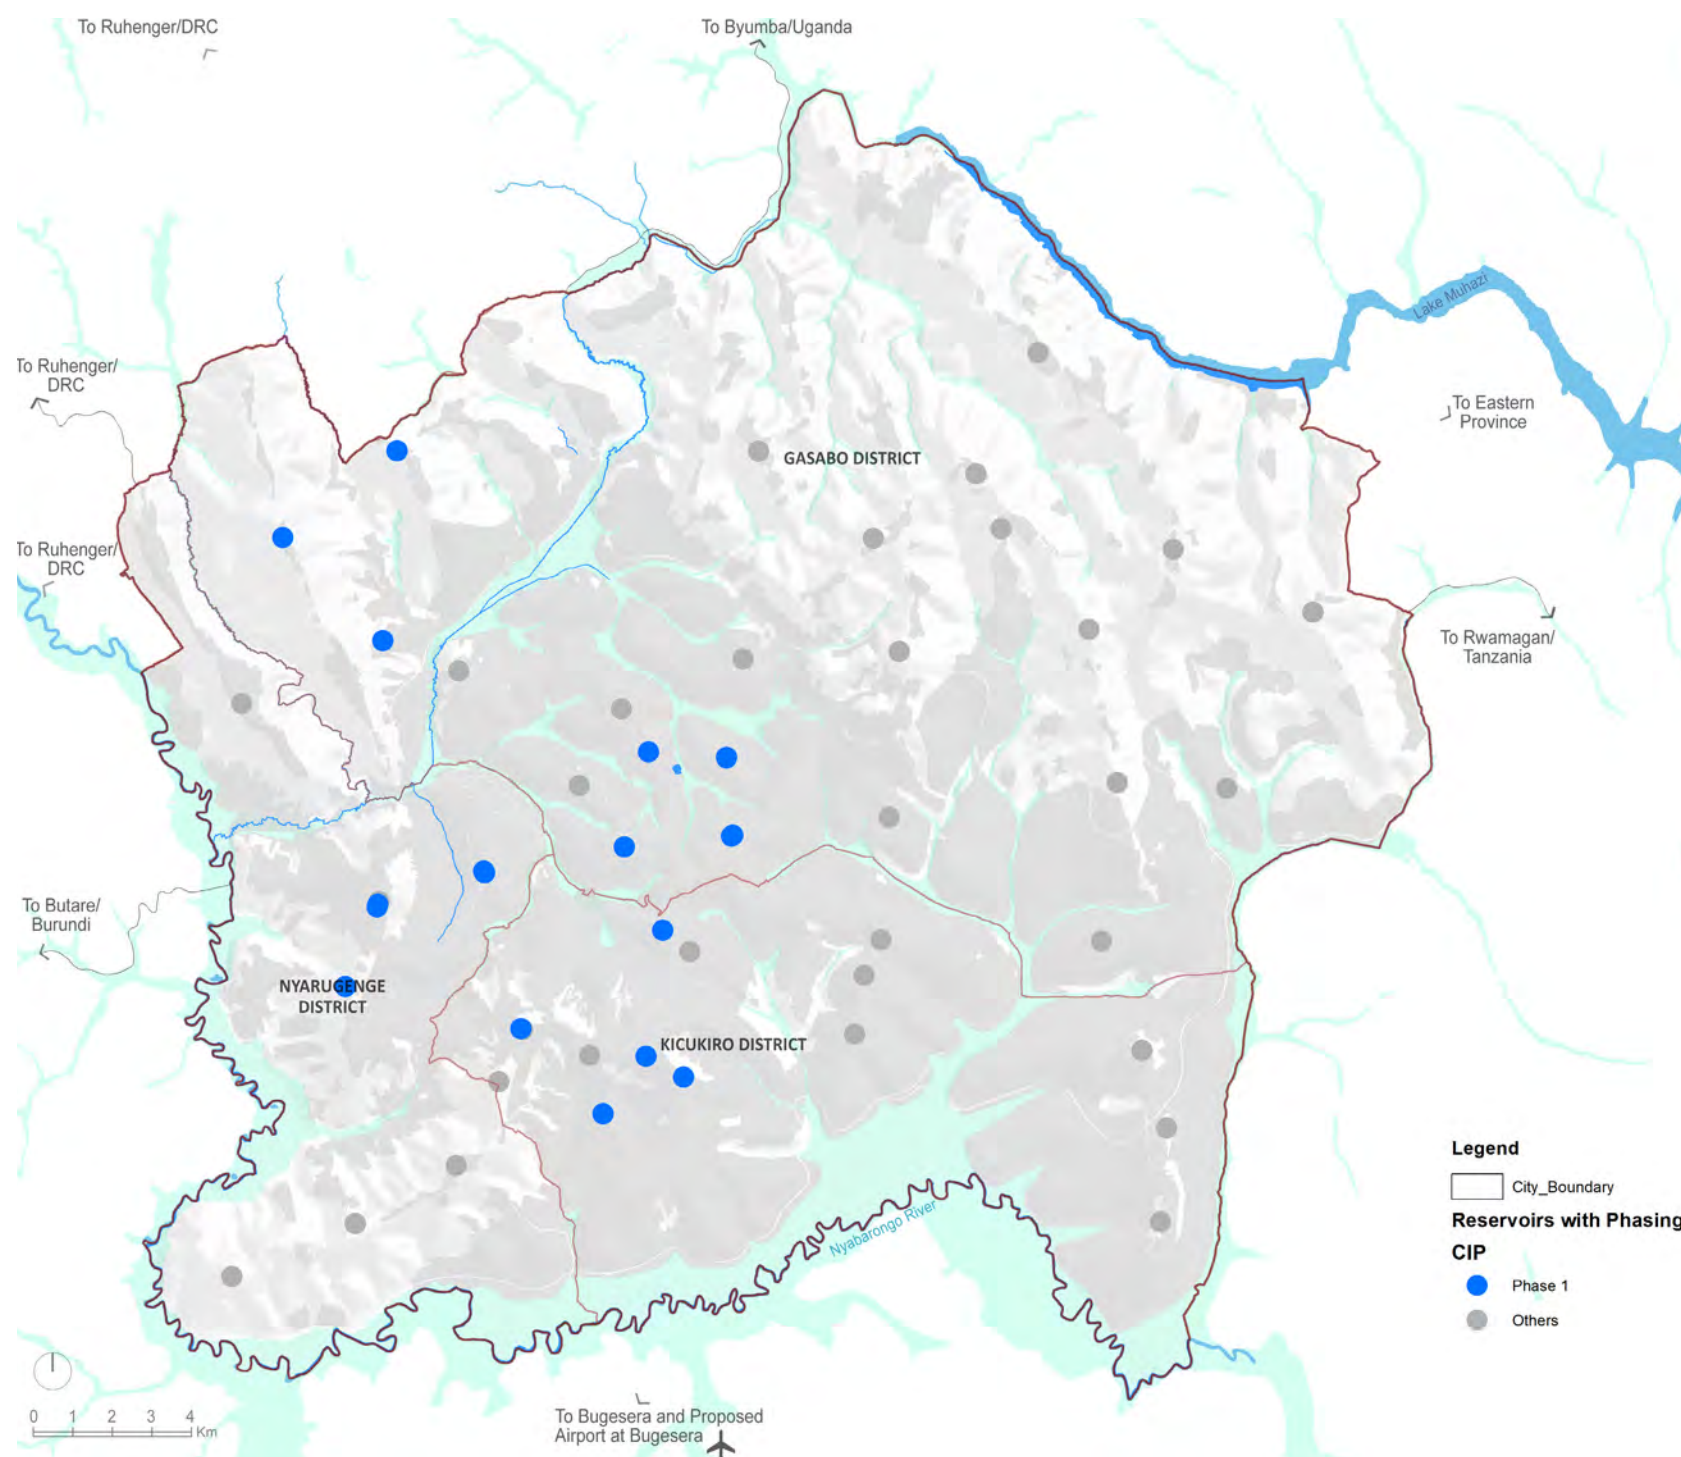 To Ruhenger/DRC
To Byumba/Uganda
Lake Muhazi
To Ruhenger/
DRC
To Eastern
Province
GASABO DISTRICT
To Ruhenger/
DRC
To Rwamagan/
Tanzania
To Butare/
Burundi
NYARUGENGE
DISTRICT
KICUKIRO DISTRICT
Nyabarongo River
Legend
City_Boundary
Reservoirs with Phasing
CIP
Phase 1
Others
0 1 2 3 4
Km
To Bugesera and Proposed
Airport at Bugesera